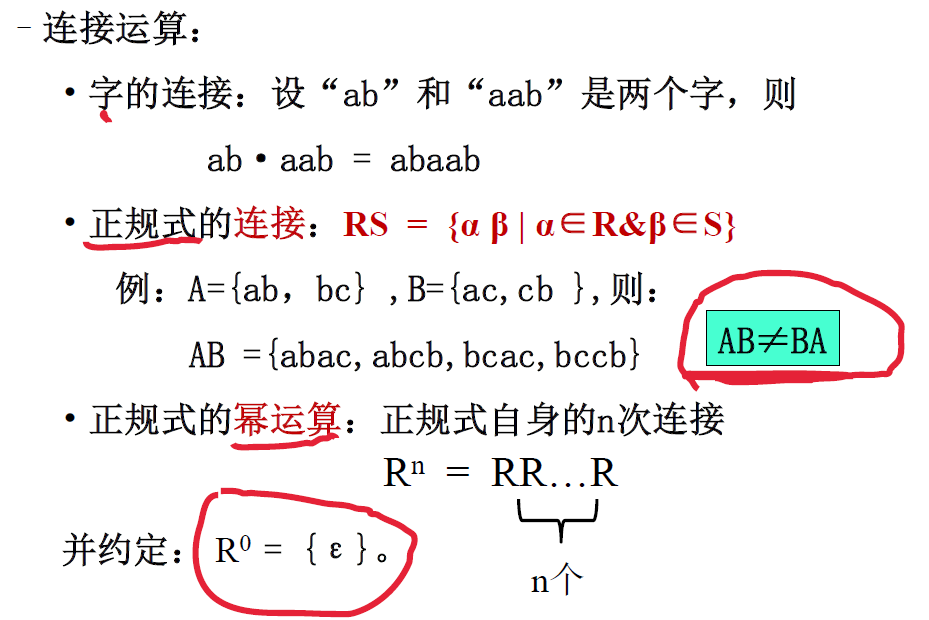 – 连接运算：
• 字的连接：设“ab”和“aab”是两个字，则
ab·aab = abaab
• 正规式的连接：RS = {α β | α∈R&β∈S}
例：A={ab，bc} ,B={ac,cb },则：
AB ={abac,abcb,bcac,bccb}
AB≠BA
• 正规式的幂运算：正规式自身的n次连接
Rⁿ = RR…R
n个
并约定：R⁰ = {ε}。